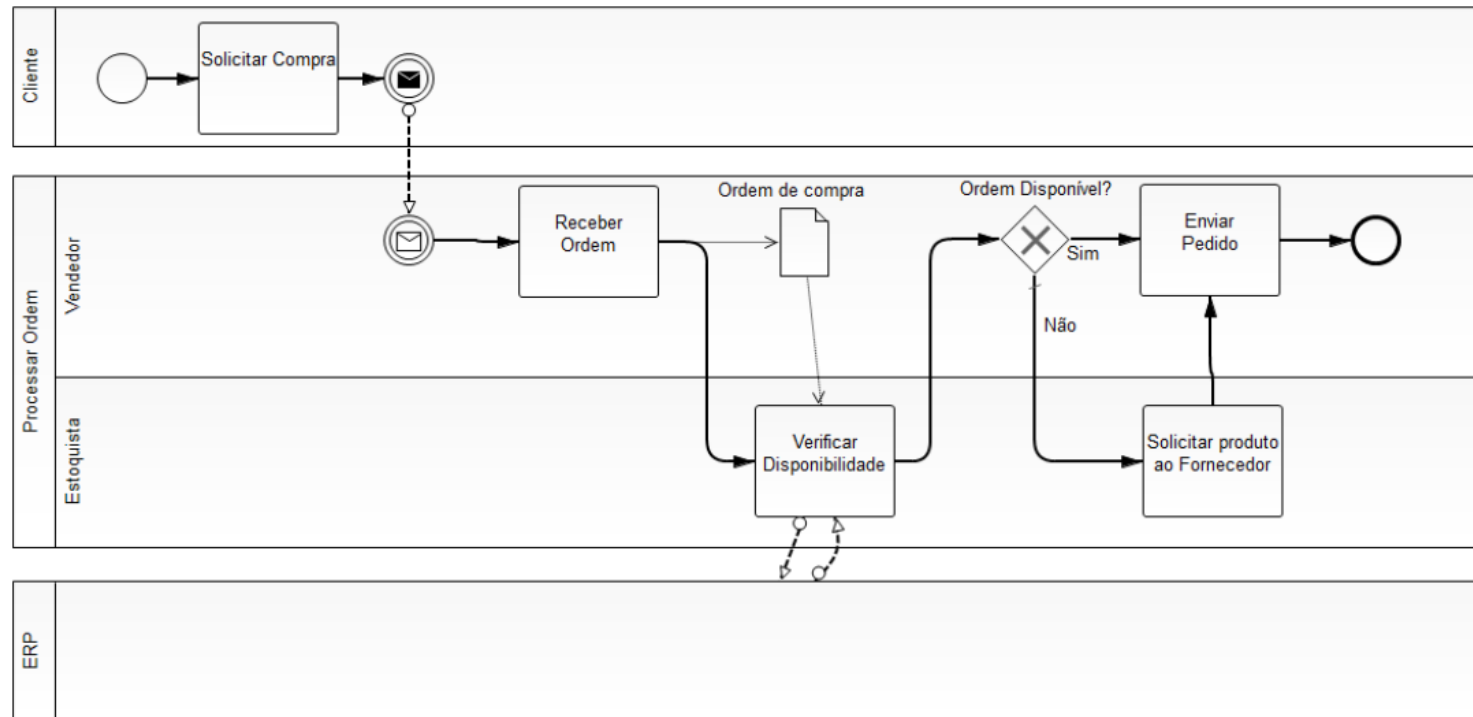 Cliente
Solicitar Compra
Processar Ordem
Vendedor
Receber
Ordem
Ordem de compra
Ordem Disponível?
Sim
Não
Enviar
Pedido
Estoquista
Verificar
Disponibilidade
Solicitar produto
ao Fornecedor
ERP